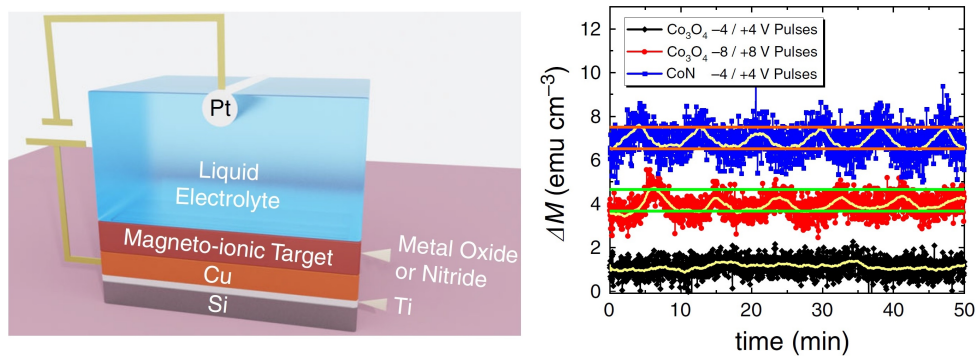 Pt
Liquid
Electrolyte
Magneto-ionic Target
Metal Oxide
or Nitride
Cu
Ti
Si
Co₃O₄ –4 / +4 V Pulses
Co₃O₄ –8 / +8 V Pulses
CoN –4 / +4 V Pulses
ΔM (emu cm⁻³)
12
10
8
6
4
2
0
0 10 20 30 40 50
time (min)